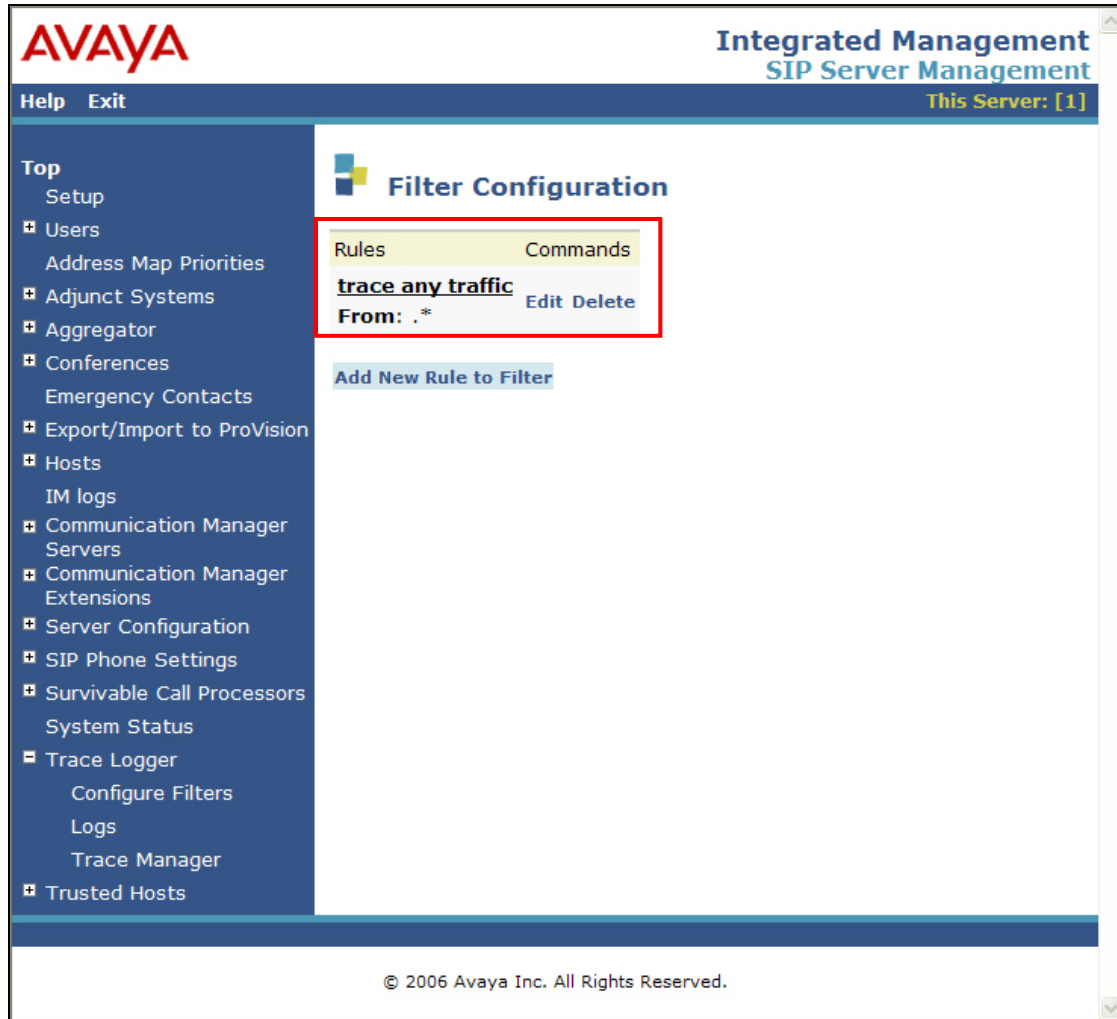 AVAYA
Integrated Management
SIP Server Management
Help Exit
This Server: [1]
Top
Setup
Users
Address Map Priorities
Adjunct Systems
Aggregator
Conferences
Emergency Contacts
Export/Import to ProVision
Hosts
IM logs
Communication Manager
Servers
Communication Manager
Extensions
Server Configuration
SIP Phone Settings
Survivable Call Processors
System Status
Trace Logger
Configure Filters
Logs
Trace Manager
Trusted Hosts
Filter Configuration
Rules Commands
trace any traffic
From: .*
Edit Delete
Add New Rule to Filter
© 2006 Avaya Inc. All Rights Reserved.